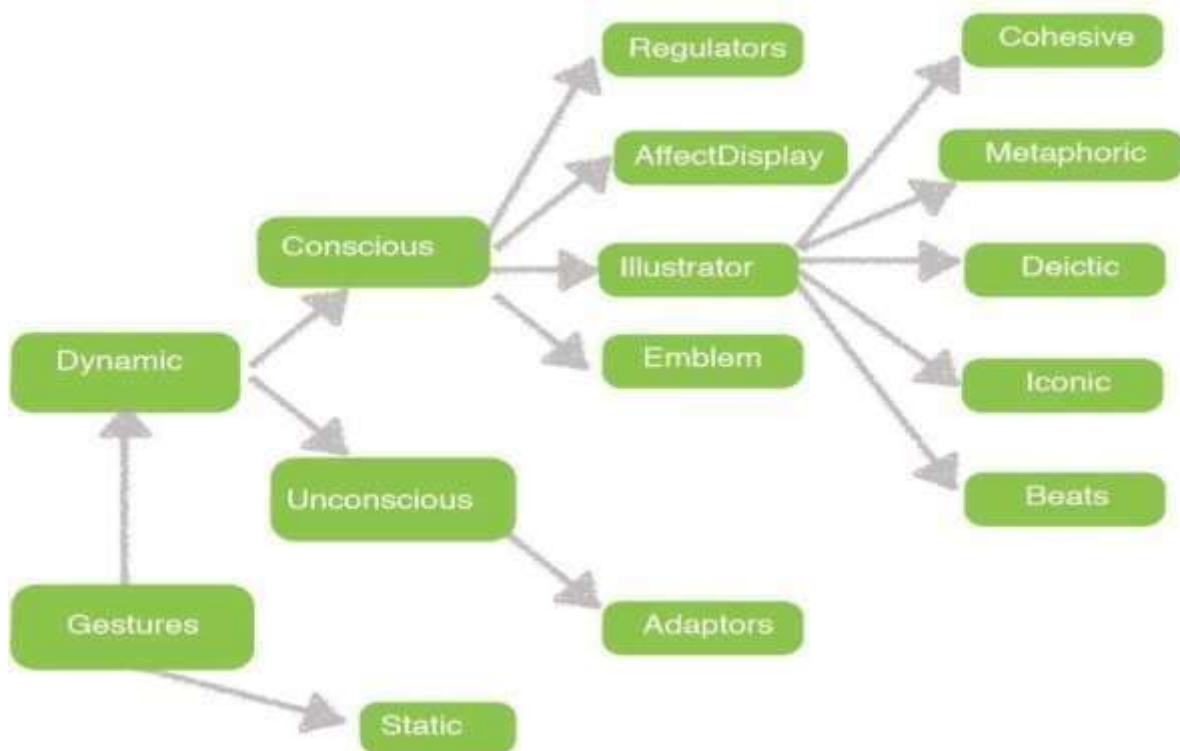 Regulators
Cohesive
AffectDisplay
Metaphoric
Conscious
Illustrator
Deictic
Dynamic
Emblem
Iconic
Unconscious
Beats
Gestures
Adaptors
Static